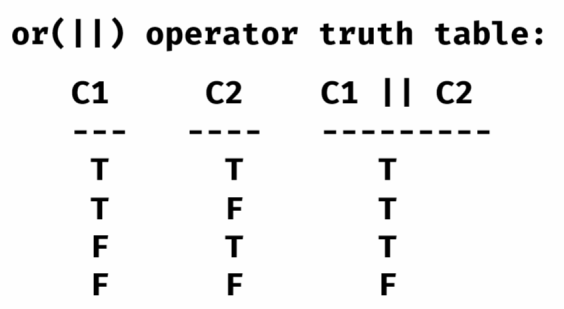 or(||) operator truth table:
C1 C2 C1 || C2
--- ---- ---------
T T T
T F T
F T T
F F F